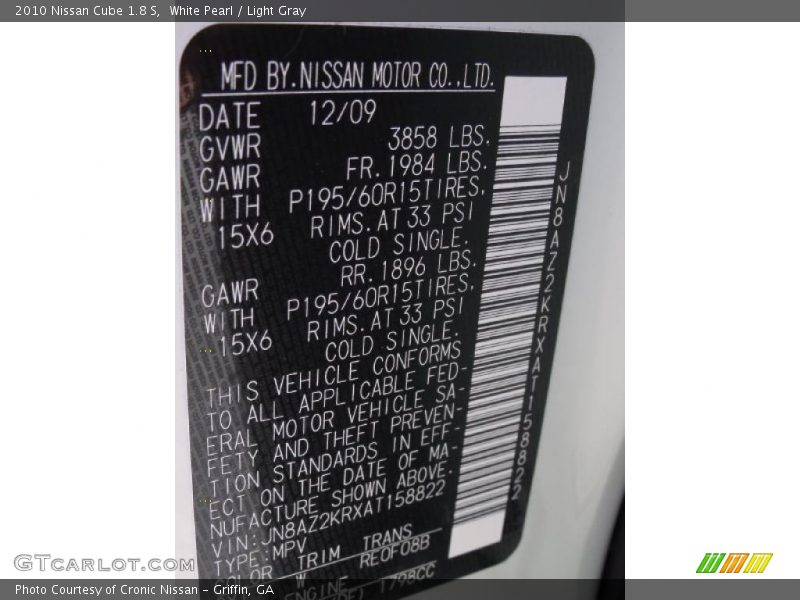 2010 Nissan Cube 1.8 S, White Pearl / Light Gray
MFD BY.NISSAN MOTOR CO.,LTD.
DATE 12/09
GVWR 3858 LBS.
GAWR FR.1984 LBS.
WITH P195/60R15TIRES.
15X6 RIMS.AT 33 PSI
COLD SINGLE.
GAWR RR.1896 LBS.
WITH P195/60R15TIRES.
15X6 RIMS.AT 33 PSI
COLD SINGLE.
THIS VEHICLE CONFORMS
TO ALL APPLICABLE FED-
ERAL MOTOR VEHICLE SA-
FETY AND THEFT PREVEN-
TION STANDARDS IN EFF-
ECT ON THE DATE OF MA-
NUFACTURE SHOWN ABOVE.
VIN:JN8AZ2KRXAT158822
TYPE:MPV
COLOR TRIM TRANS
W RE0F08B
ENGINE 1798CC
JN8AZ2KRXAT158822
GTcarlot.com
Photo Courtesy of Cronic Nissan - Griffin, GA